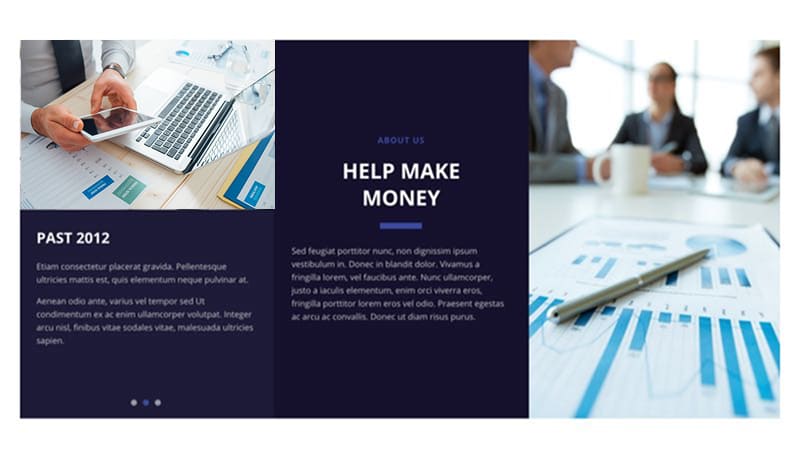 PAST 2012
Etiam consectetur placerat gravida. Pellentesque
ultricies mattis est, quis elementum neque pulvinar at.
Aenean odio ante, varius vel tempor sed Ut
condimentum ex ac enim ullamcorper volutpat. Integer
arcu nisl, finibus vitae sodales vitae, malesuada ultricies
sapien.
ABOUT US
HELP MAKE
MONEY
Sed feugiat porttitor nunc, non dignissim ipsum
vestibulum in. Donec in blandit dolor. Vivamus a
fringilla lorem, vel faucibus ante. Nunc ullamcorper,
justo a iaculis elementum, enim orci viverra eros,
fringilla porttitor lorem eros vel odio. Praesent egestas
ac arcu ac convallis. Donec ut diam risus purus.